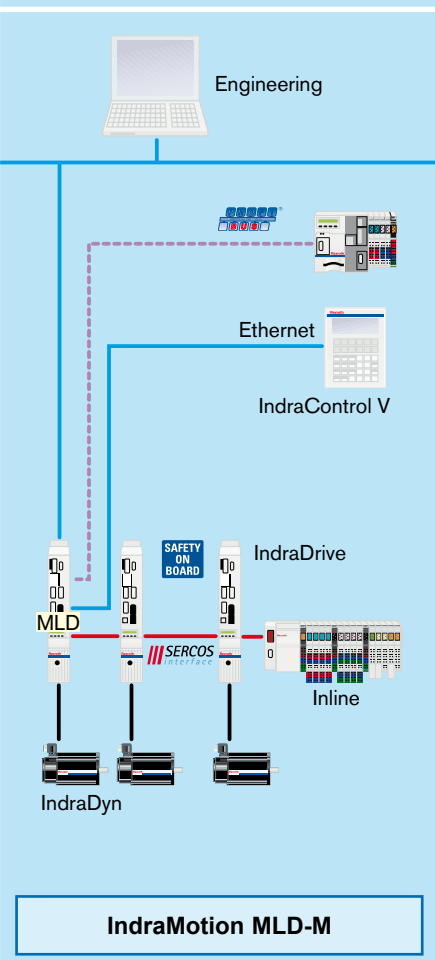 Engineering
Ethernet
IndraControl V
SAFETY
ON
BOARD
IndraDrive
MLD
SERCOS
interface
Inline
IndraDyn
IndraMotion MLD-M